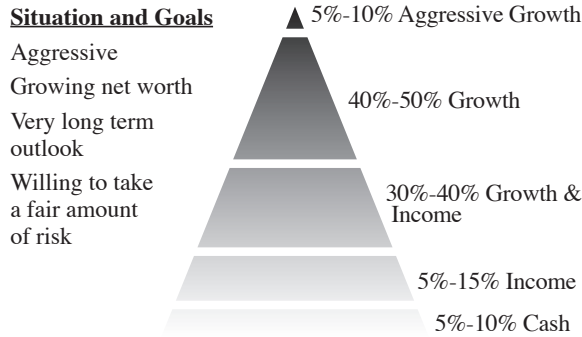 Situation and Goals
Aggressive
Growing net worth
Very long term
outlook
Willing to take
a fair amount
of risk
5%-10% Aggressive Growth
40%-50% Growth
30%-40% Growth &
Income
5%-15% Income
5%-10% Cash